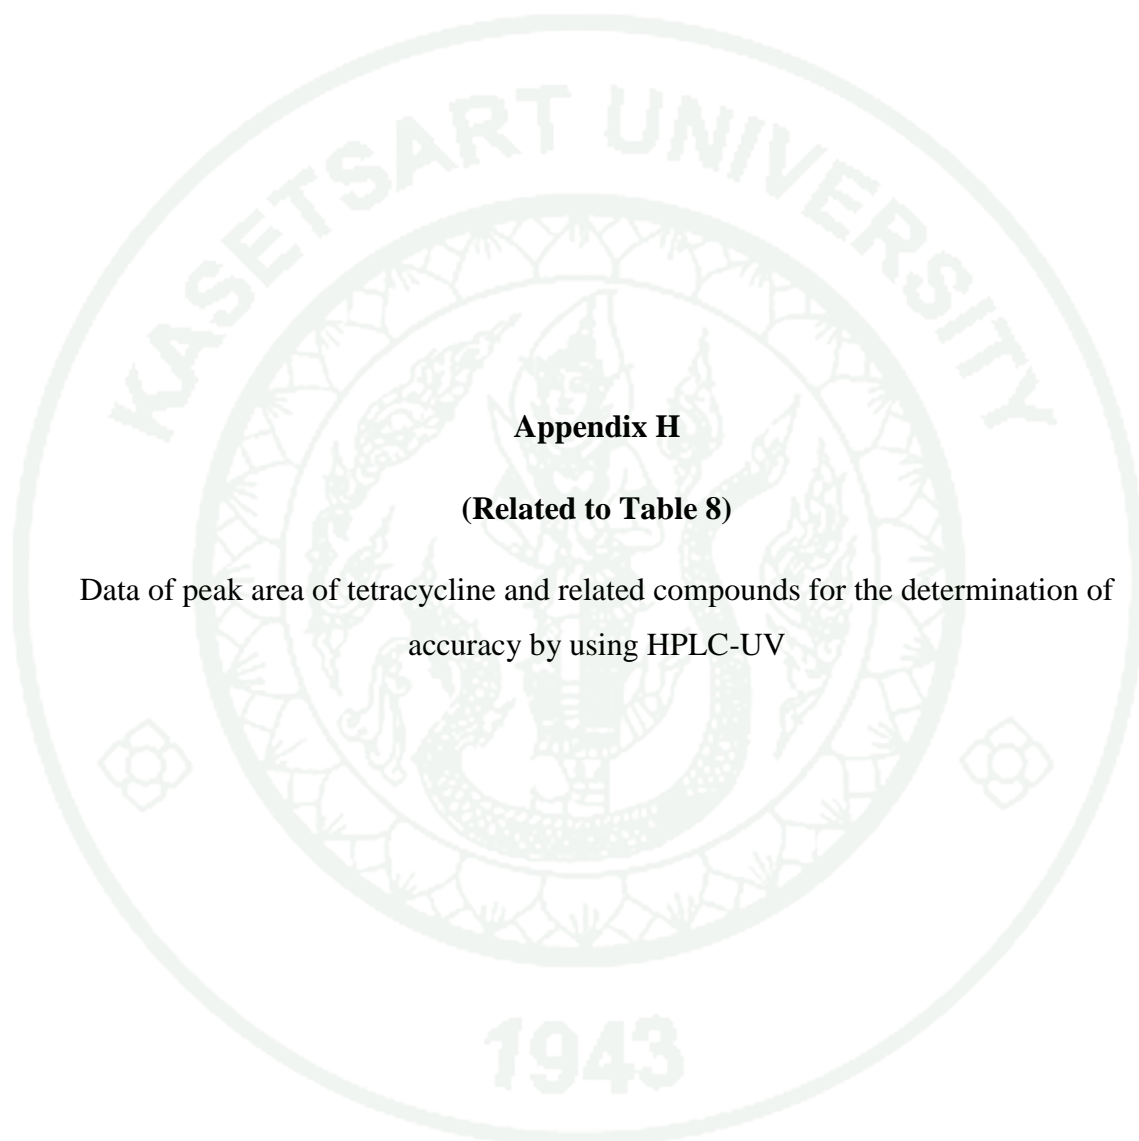 KASETSART UNIVERSITY
Appendix H
(Related to Table 8)
Data of peak area of tetracycline and related compounds for the determination of
accuracy by using HPLC-UV
1943